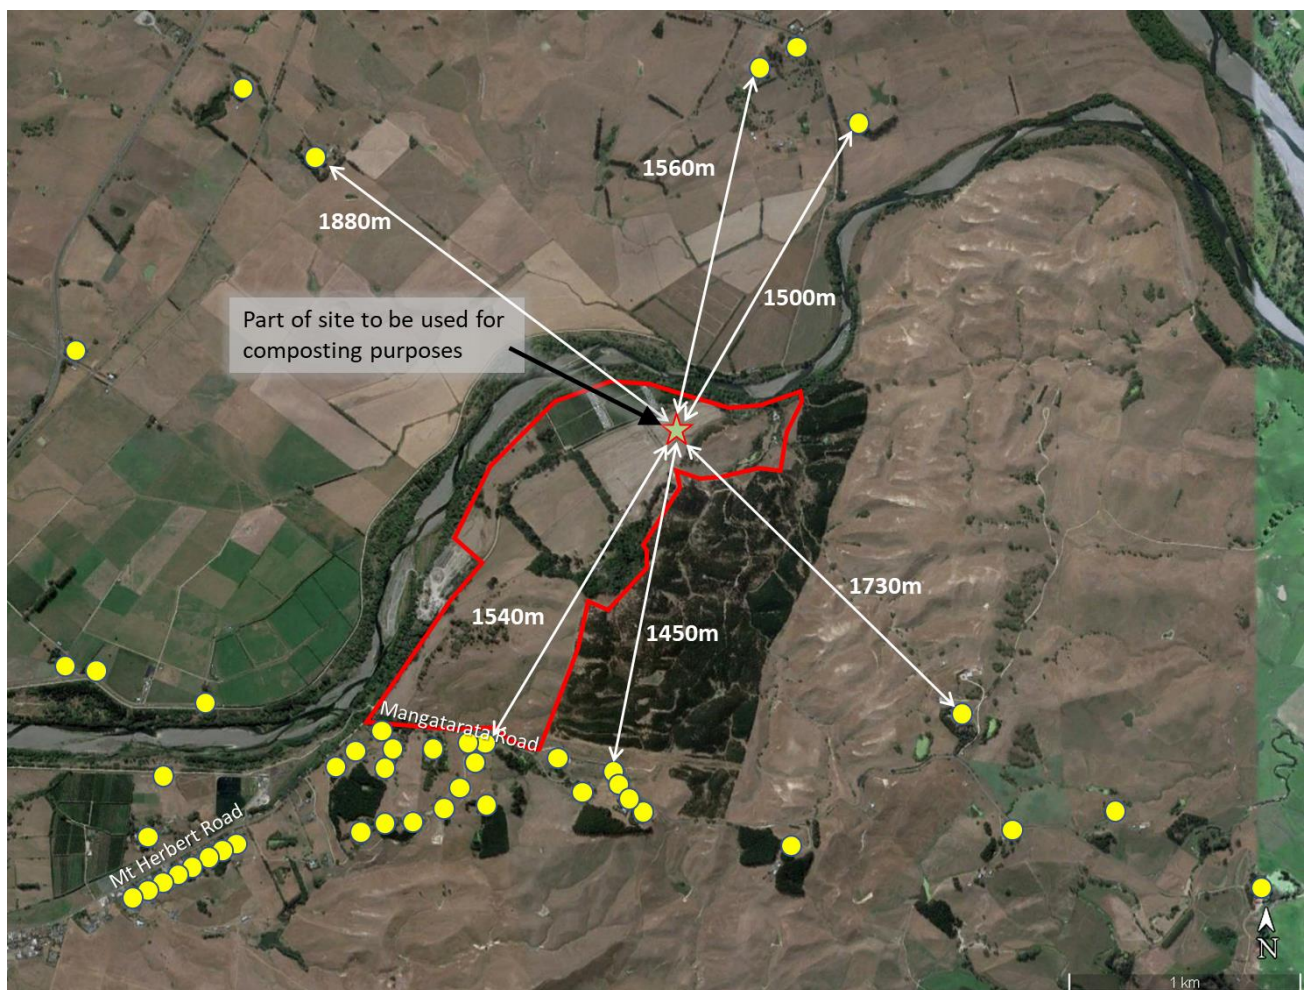 1560m
1880m
1500m
Part of site to be used for
composting purposes
1730m
1540m
1450m
Mangatarata Road
Mt Herbert Road
N
1 km